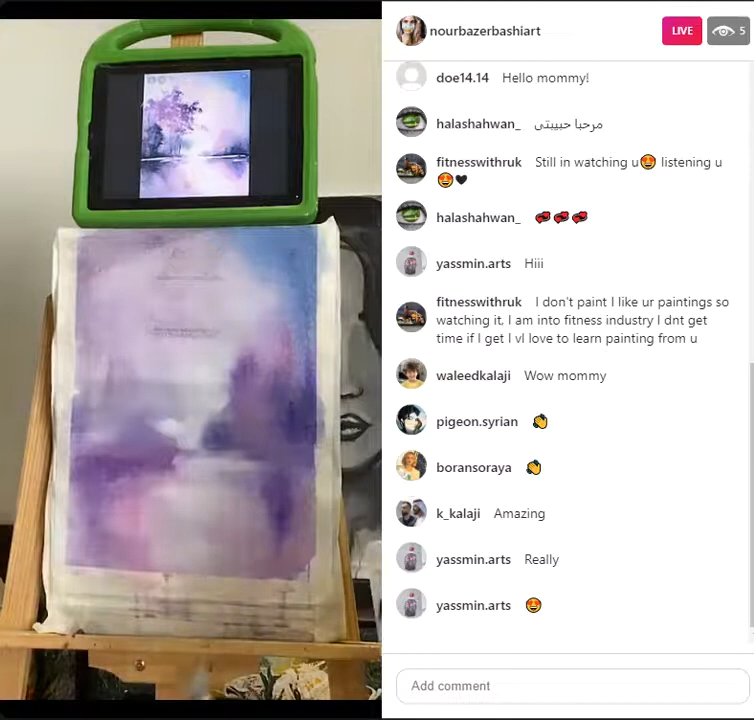 nourbazerbashiart
LIVE
5
doe14.14 Hello mommy!
halashahwan_ مرحبا حبيبتي
fitnesswithruk Still in watching u🤩 listening u
🤩🖤
halashahwan_ 💋💋💋
yassmin.arts Hiii
fitnesswithruk I don't paint I like ur paintings so
watching it, I am into fitness industry I dnt get
time if I get I vl love to learn painting from u
waleedkalaji Wow mommy
pigeon.syrian 👏
boransoraya 👏
k_kalaji Amazing
yassmin.arts Really
yassmin.arts 🤩
Add comment